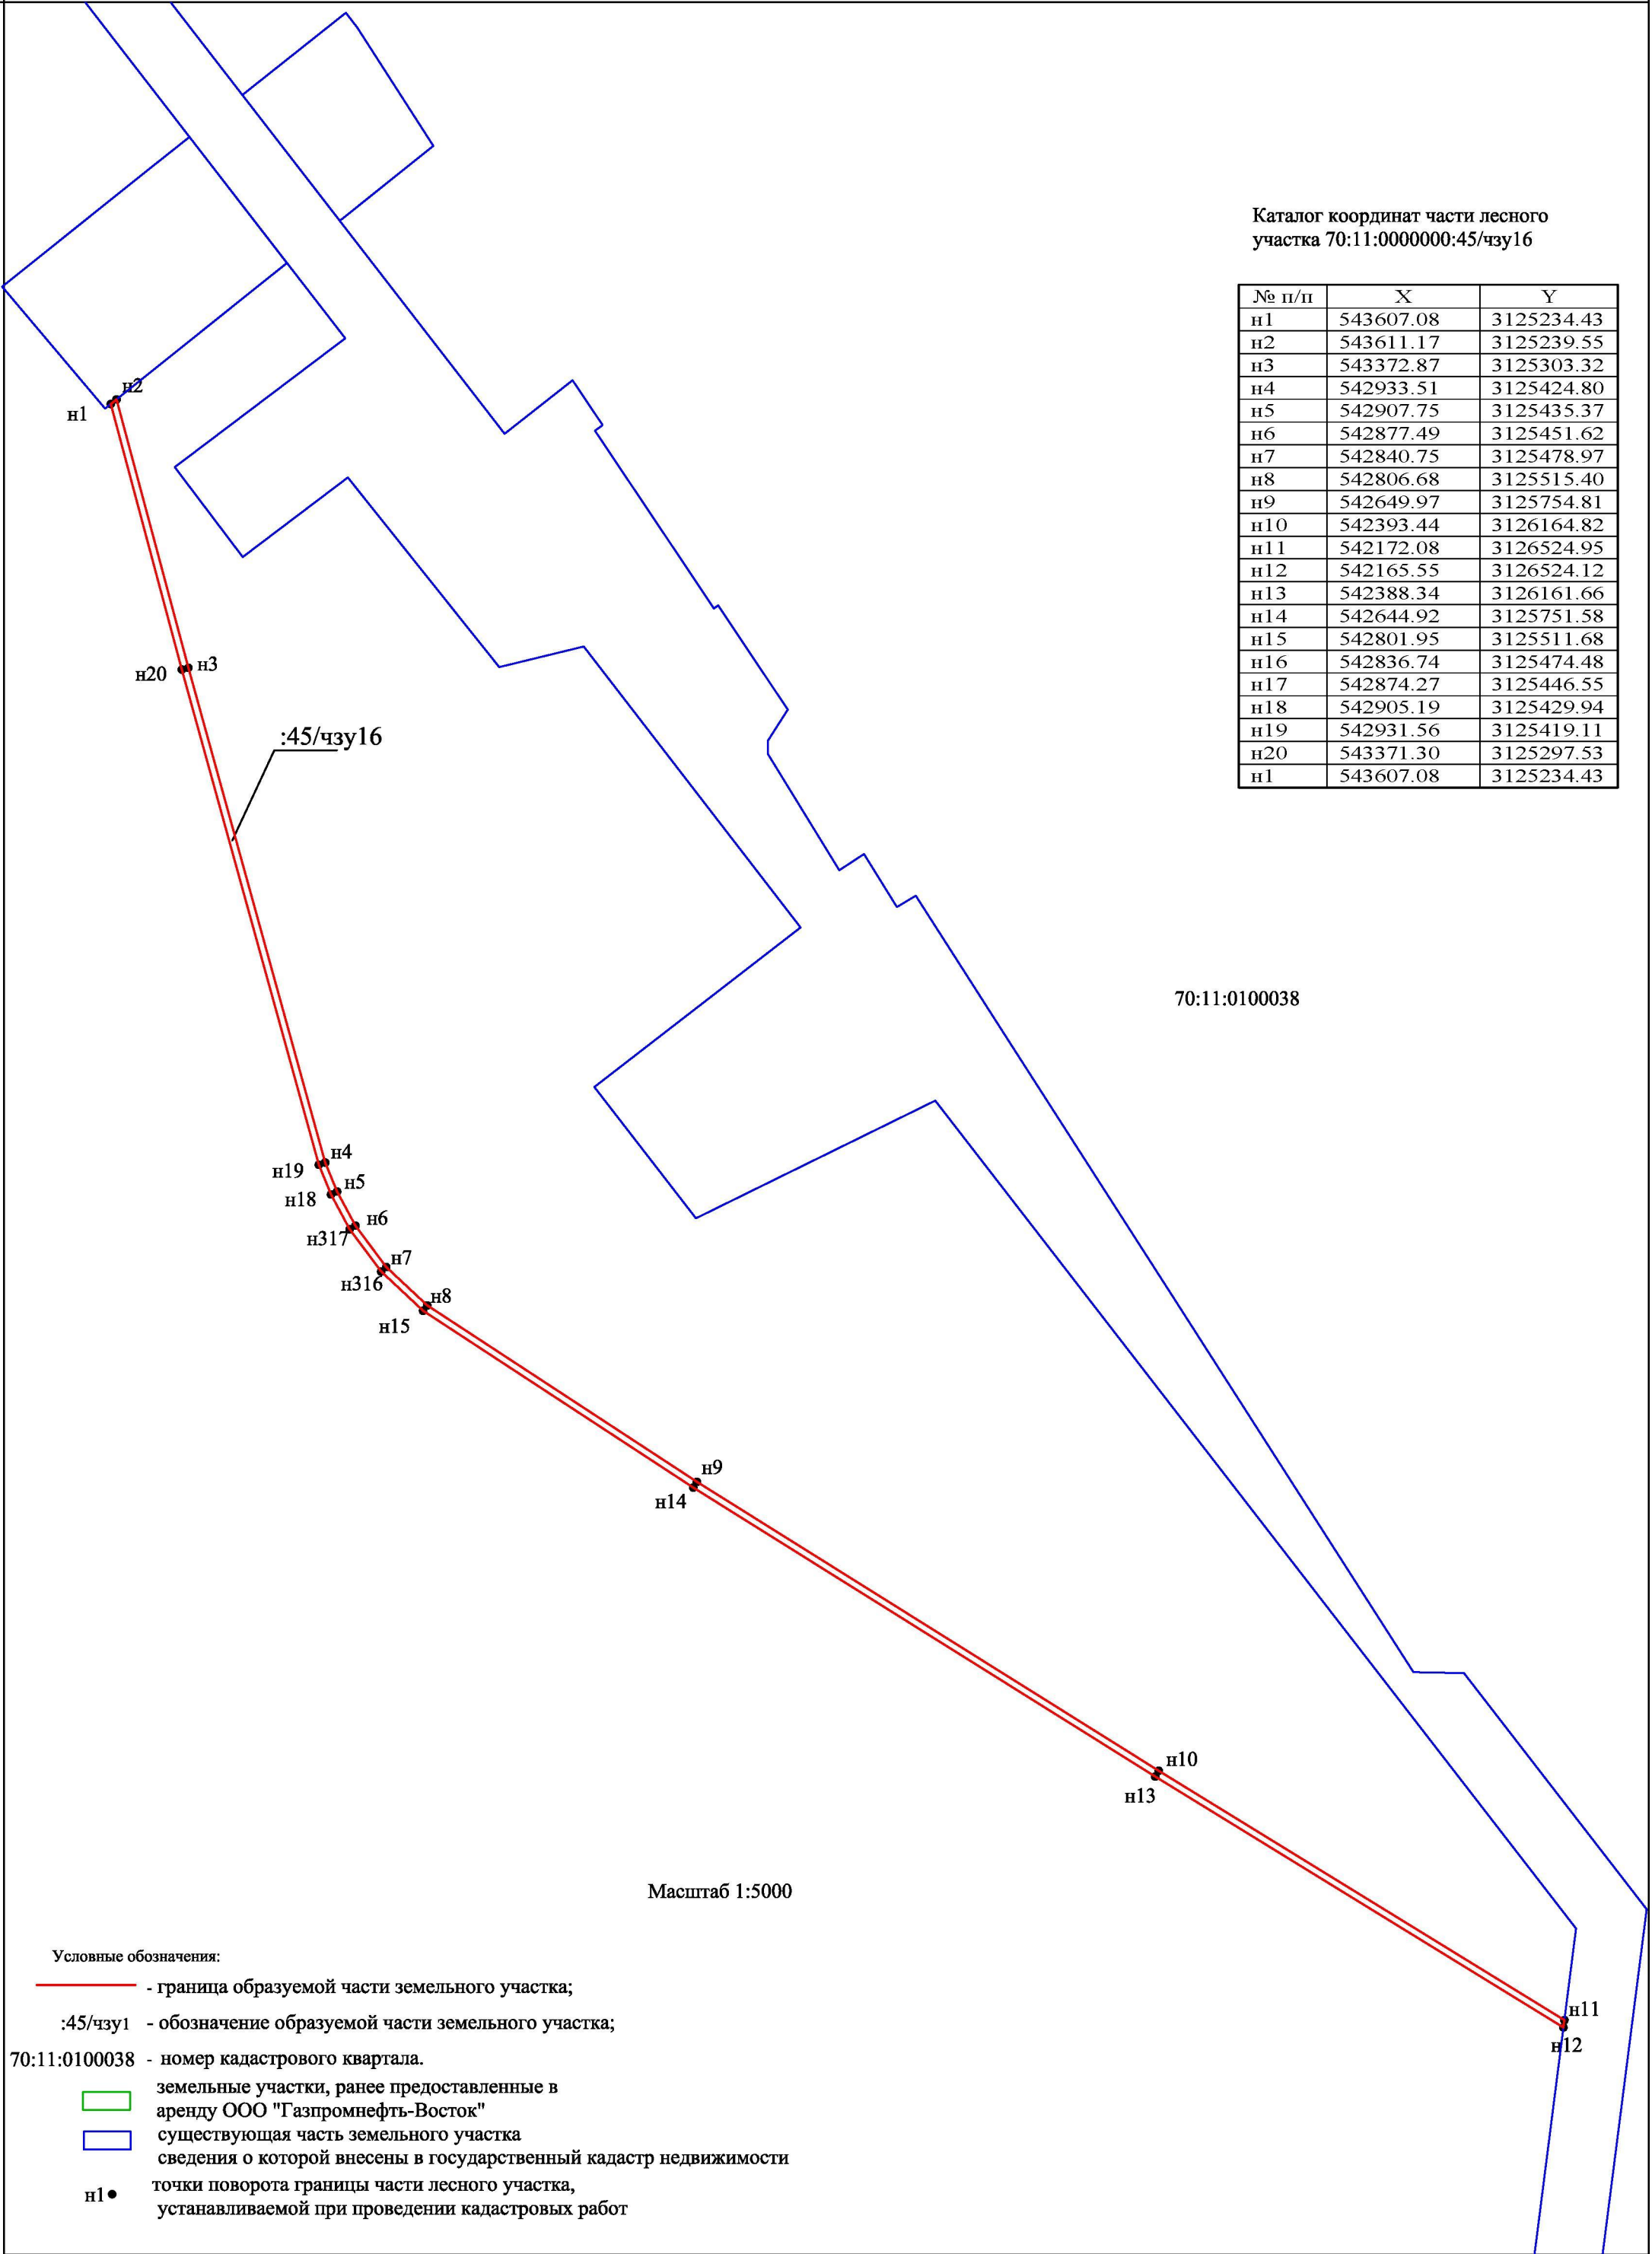 Каталог координат части лесного
участка 70:11:0000000:45/чзу16
№ п/п X Y
н1 543607.08 3125234.43
н2 543611.17 3125239.55
н3 543372.87 3125303.32
н4 542933.51 3125424.80
н5 542907.75 3125435.37
н6 542877.49 3125451.62
н7 542840.75 3125478.97
н8 542806.68 3125515.40
н9 542649.97 3125754.81
н10 542393.44 3126164.82
н11 542172.08 3126524.95
н12 542165.55 3126524.12
н13 542388.34 3126161.66
н14 542644.92 3125751.58
н15 542801.95 3125511.68
н16 542836.74 3125474.48
н17 542874.27 3125446.55
н18 542905.19 3125429.94
н19 542931.56 3125419.11
н20 543371.30 3125297.53
н1 543607.08 3125234.43
н2
н1
н3
н20
:45/чзу16
70:11:0100038
н4
н19
н5
н18
н6
н317
н7
н316
н8
н15
н9
н14
н10
н13
н11
н12
Масштаб 1:5000
Условные обозначения:
- граница образуемой части земельного участка;
:45/чзу1 - обозначение образуемой части земельного участка;
70:11:0100038 - номер кадастрового квартала.
земельные участки, ранее предоставленные в
аренду ООО "Газпромнефть-Восток"
существующая часть земельного участка
сведения о которой внесены в государственный кадастр недвижимости
н1 точки поворота границы части лесного участка,
устанавливаемой при проведении кадастровых работ